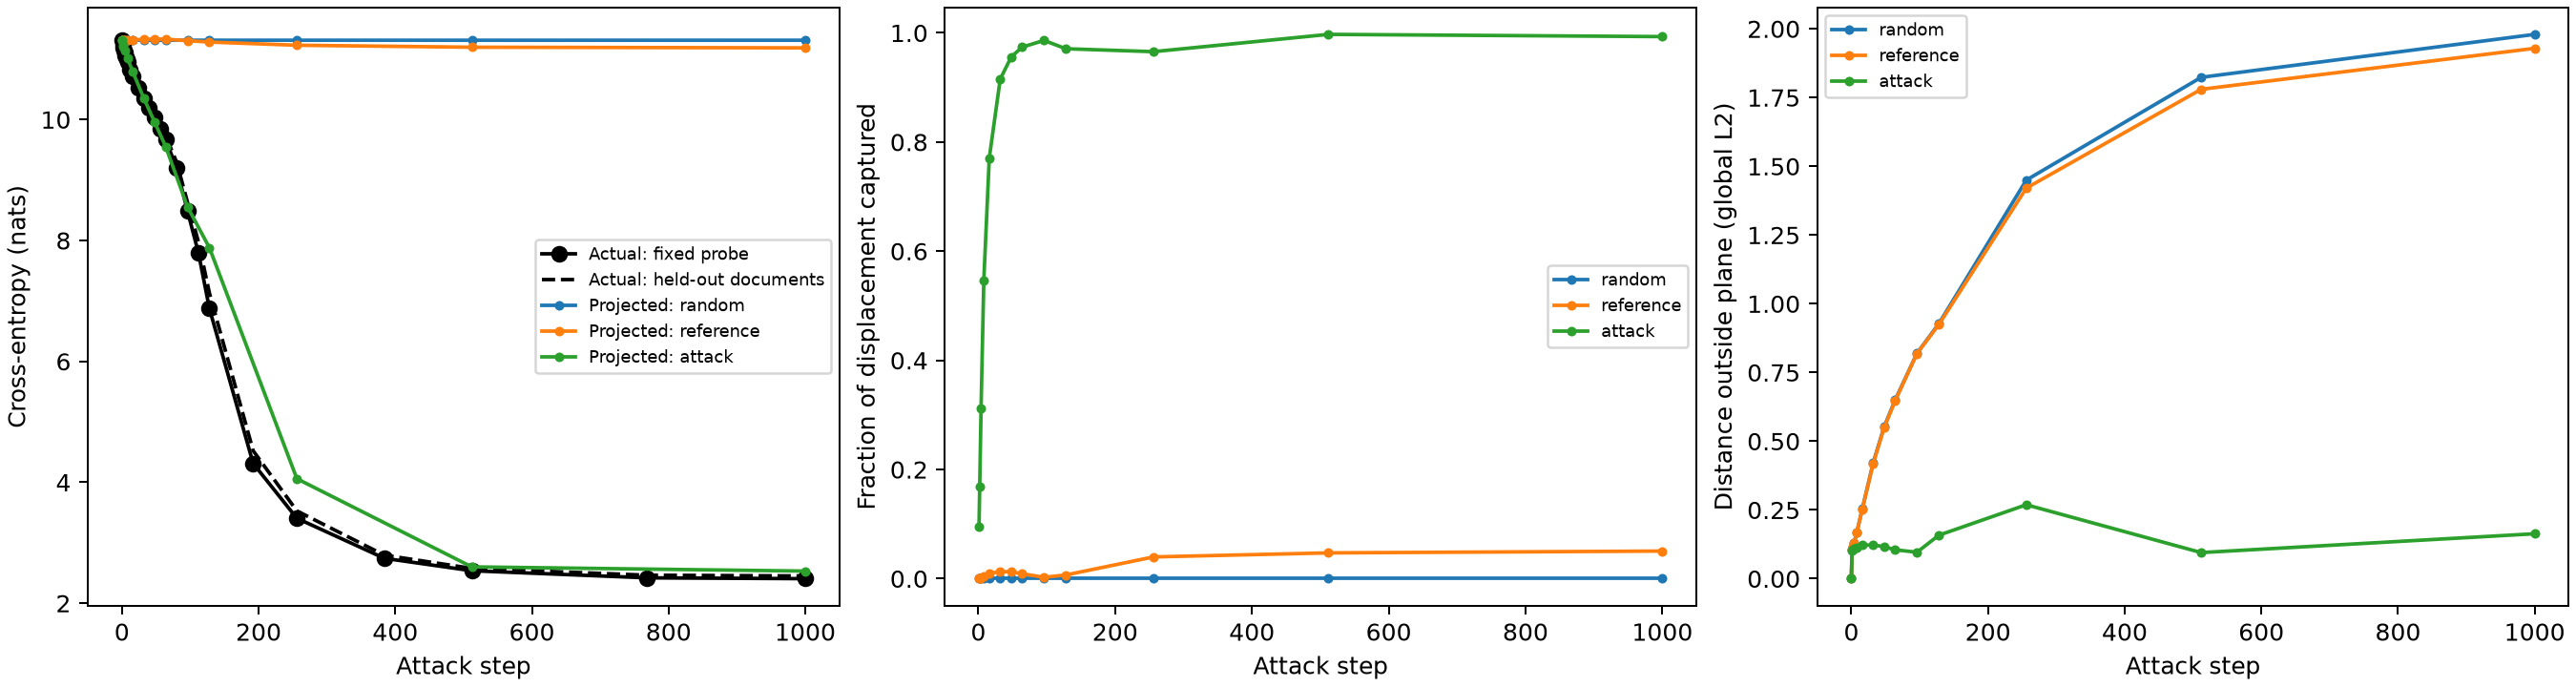 Cross-entropy (nats)
10
8
6
4
2
0
200
400
600
800
1000
Attack step
Actual: fixed probe
Actual: held-out documents
Projected: random
Projected: reference
Projected: attack
Fraction of displacement captured
1.0
0.8
0.6
0.4
0.2
0.0
0
200
400
600
800
1000
Attack step
random
reference
attack
Distance outside plane (global L2)
2.00
1.75
1.50
1.25
1.00
0.75
0.50
0.25
0.00
0
200
400
600
800
1000
Attack step
random
reference
attack